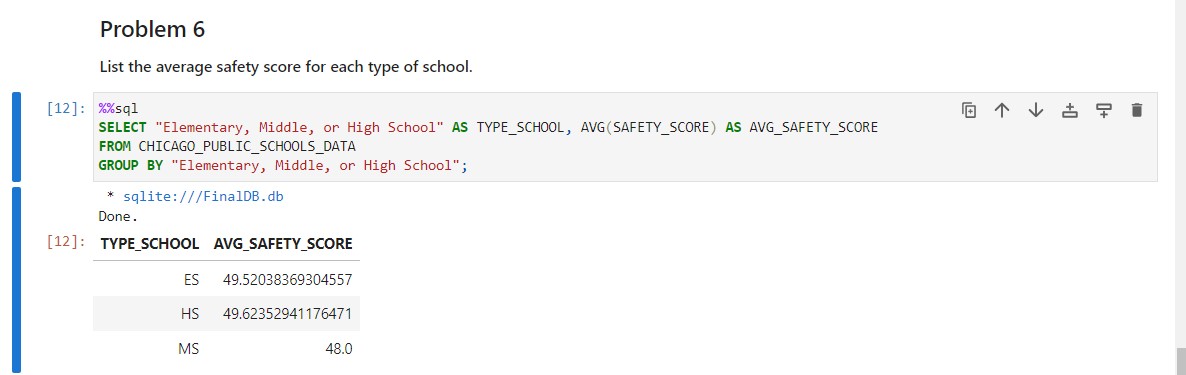 Problem 6
List the average safety score for each type of school.
[12]: %%sql
SELECT "Elementary, Middle, or High School" AS TYPE_SCHOOL, AVG(SAFETY_SCORE) AS AVG_SAFETY_SCORE
FROM CHICAGO_PUBLIC_SCHOOLS_DATA
GROUP BY "Elementary, Middle, or High School";
* sqlite:///FinalDB.db
Done.
[12]: TYPE_SCHOOL AVG_SAFETY_SCORE
ES 49.52038369304557
HS 49.62352941176471
MS 48.0